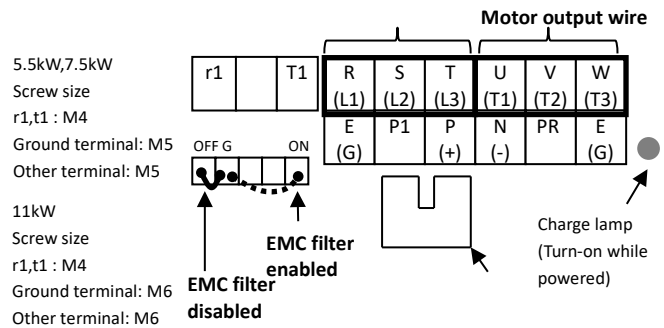 Motor output wire
5.5kW,7.5kW
Screw size
r1,t1 : M4
Ground terminal: M5
Other terminal: M5
r1 T1 R S T U V W
(L1) (L2) (L3) (T1) (T2) (T3)
E P1 P N PR E
(G) (+) (-) (G)
OFF G ON
11kW
Screw size
r1,t1 : M4
Ground terminal: M6
Other terminal: M6
EMC filter
enabled
EMC filter
disabled
Charge lamp
(Turn-on while
powered)